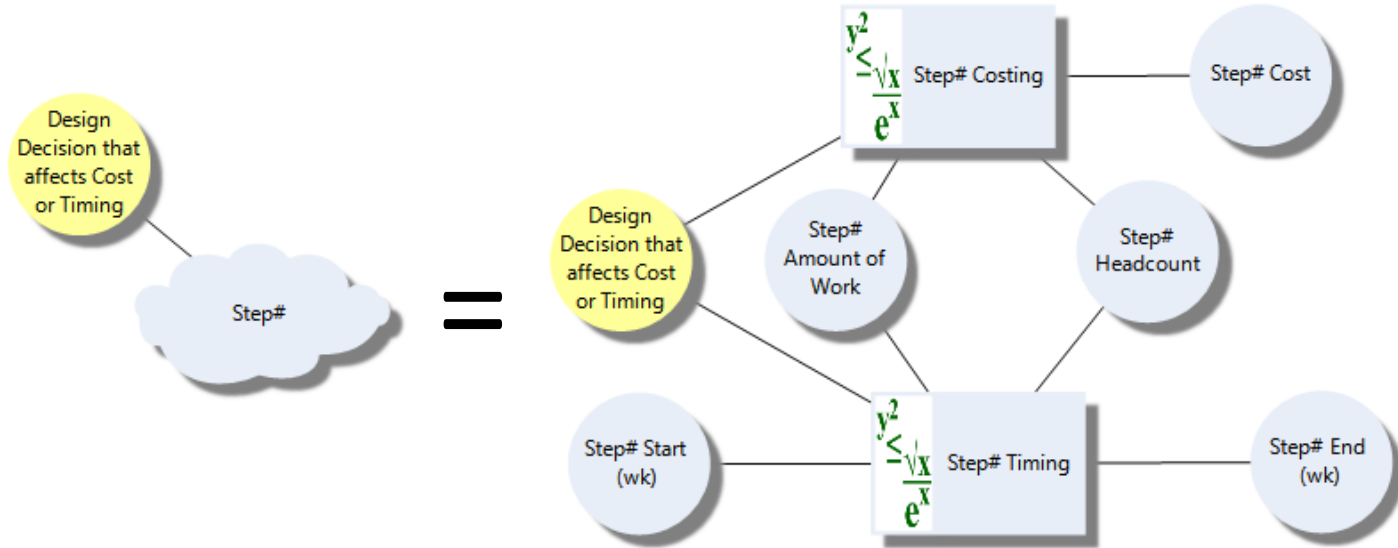 Design
Decision that
affects Cost
or Timing
Step#
=
y²
≤
√x
eˣ
Step# Costing
Step# Cost
Design
Decision that
affects Cost
or Timing
Step#
Amount of
Work
Step#
Headcount
Step# Start
(wk)
y²
≤
√x
eˣ
Step# Timing
Step# End
(wk)